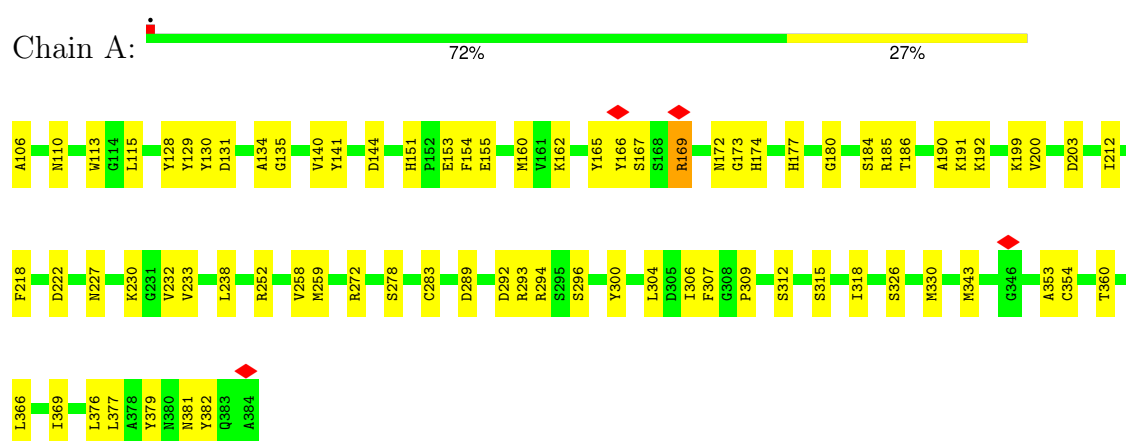 Chain A:
72% 27%
A106 N110 W113 G114 L115 Y128 Y129 Y130 D131 A134 G135 V140 Y141 D144 H151 P152 E153 F154 E155 M160 V161 K162 Y165 Y166 S167 S168 R169 N172 G173 H174 H177 G180 S184 R185 T186 A190 K191 K192 K199 V200 D203 I212
F218 D222 N227 K230 G231 V232 V233 L238 R252 V258 M259 R272 S278 C283 D289 D292 R293 R294 S295 S296 Y300 L304 D305 I306 F307 G308 P309 S312 S315 I318 S326 M330 M343 G346 A353 C354 T360
L366 I369 L376 L377 A378 Y379 N380 N381 Y382 Q383 A384